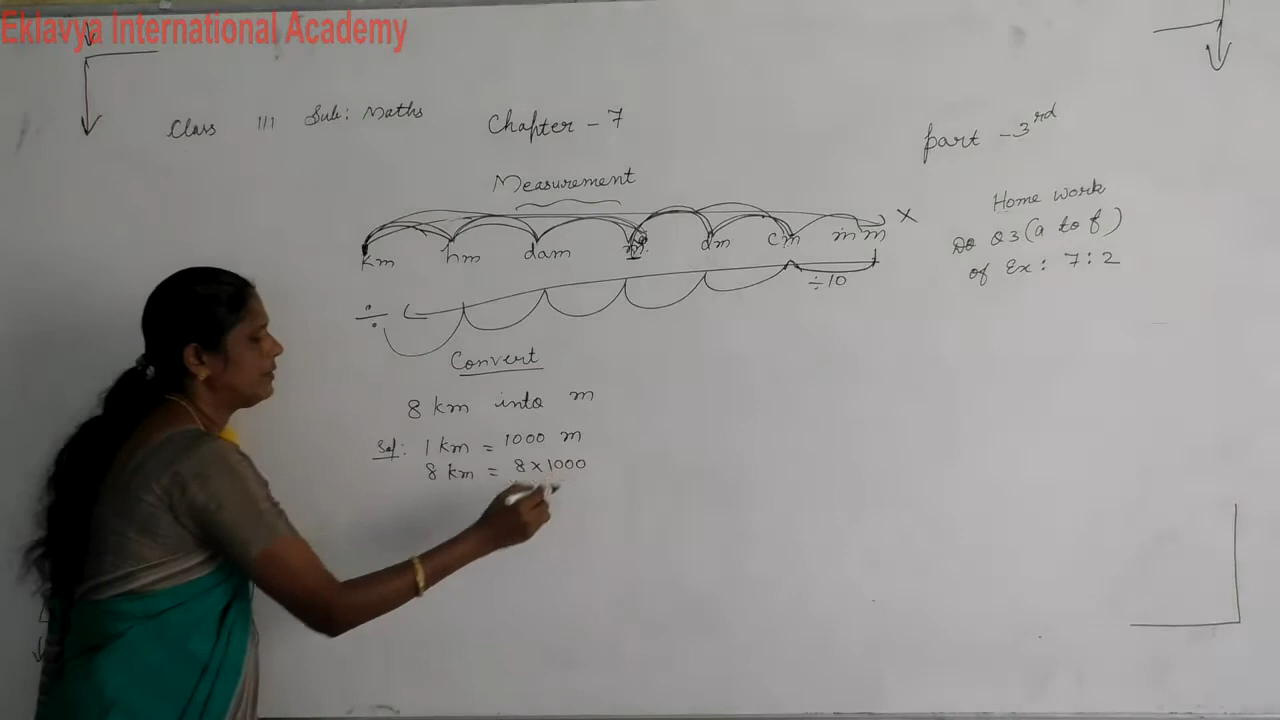 Eklavya International Academy
Class III Sub: Maths
Chapter - 7
Part - 3rd
Measurement
km hm dam m dm cm mm ×
÷10
÷
Home work
Do Q3 (a to f)
of Ex: 7:2
Convert
8 km into m
Sol: 1 km = 1000 m
8 km = 8×1000